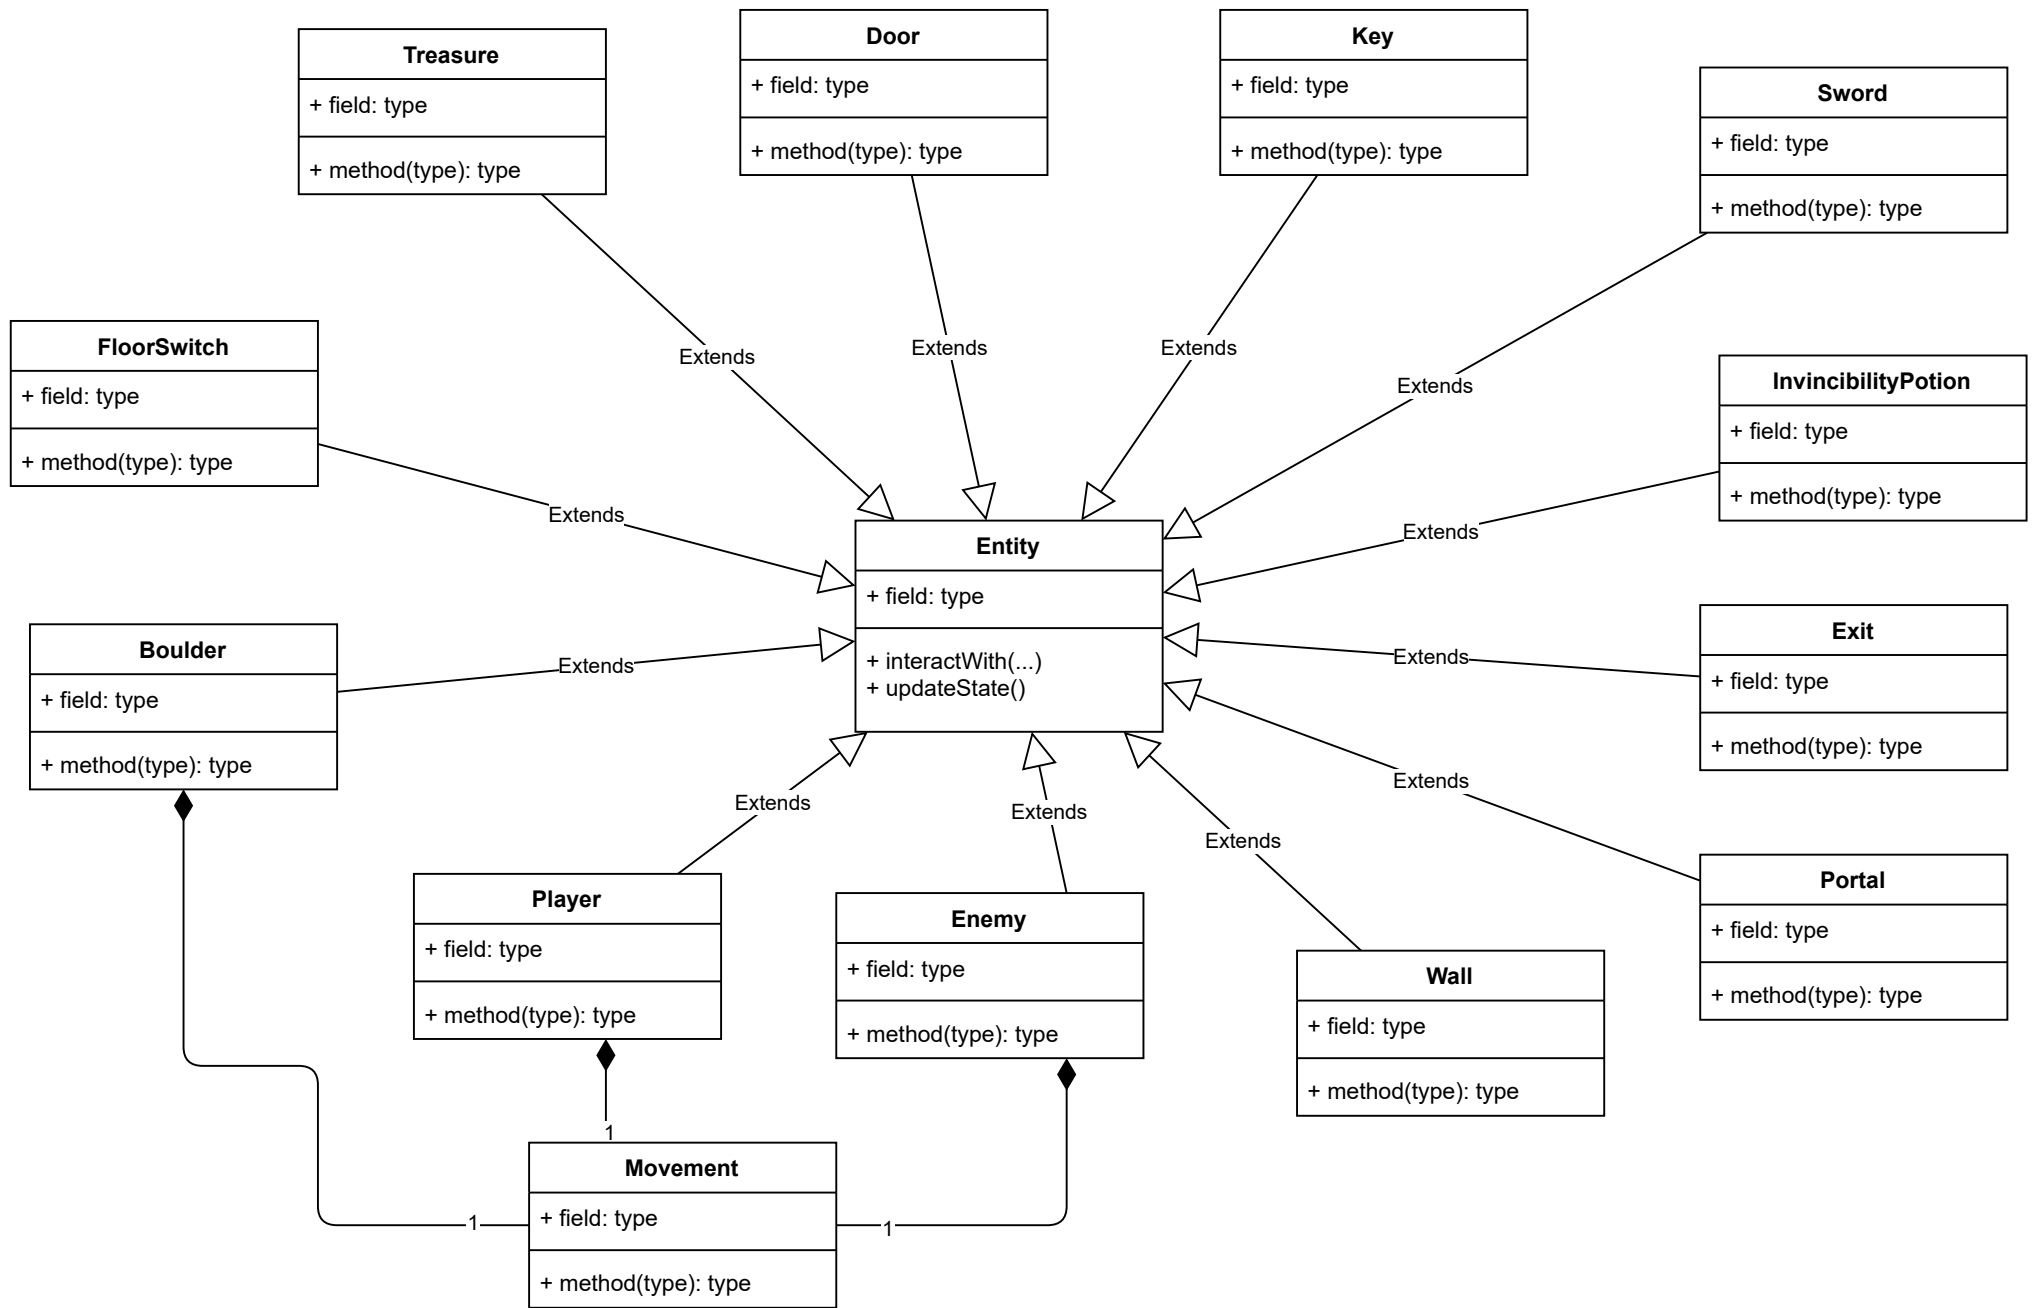 Treasure
+ field: type
+ method(type): type
Door
+ field: type
+ method(type): type
Key
+ field: type
+ method(type): type
Sword
+ field: type
+ method(type): type
FloorSwitch
+ field: type
+ method(type): type
Extends
Extends
Extends
Extends
InvincibilityPotion
+ field: type
+ method(type): type
Extends
Extends
Entity
+ field: type
+ interactWith(...)
+ updateState()
Boulder
+ field: type
+ method(type): type
Extends
Extends
Exit
+ field: type
+ method(type): type
Extends
Extends
Extends
Extends
Player
+ field: type
+ method(type): type
Enemy
+ field: type
+ method(type): type
Wall
+ field: type
+ method(type): type
Portal
+ field: type
+ method(type): type
1
Movement
+ field: type
+ method(type): type
1
1